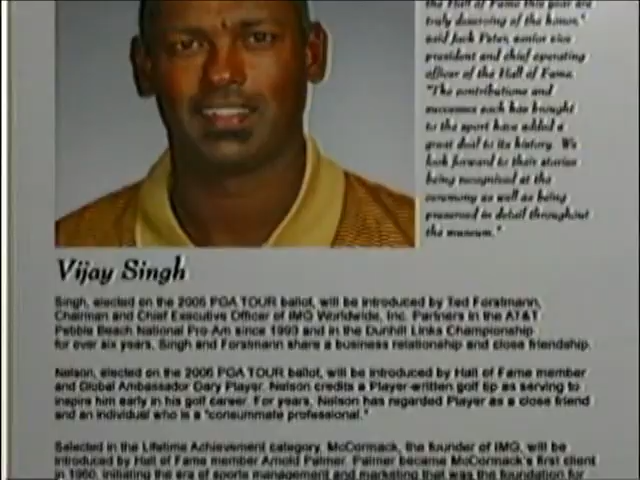 the Hall of Fame this year are
truly deserving of the honor,"
said Jack Peter, senior vice
president and chief operating
officer of the Hall of Fame.
"The contributions and
successes each has brought
to the sport have added a
great deal to its history. We
look forward to their stories
being recognized at the
ceremony as well as being
preserved in detail throughout
the museum."
Vijay Singh
Singh, elected on the 2005 PGA TOUR ballot, will be introduced by Ted Forstmann,
Chairman and Chief Executive Officer of IMG Worldwide, Inc. Partners in the AT&T
Pebble Beach National Pro-Am since 1993 and in the Dunhill Links Championship
for over six years, Singh and Forstmann share a business relationship and close friendship.
Nelson, elected on the 2006 PGA TOUR ballot, will be introduced by Hall of Fame member
and Global Ambassador Gary Player. Nelson credits a Player-written golf tip as serving to
inspire him early in his golf career. For years, Nelson has regarded Player as a close friend
and an individual who is a "consummate professional."
Selected in the Lifetime Achievement category, McCormack, the founder of IMG, will be
introduced by Hall of Fame member Arnold Palmer. Palmer became McCormack's first client
in 1960, initiating the era of sports management and marketing that was the foundation for